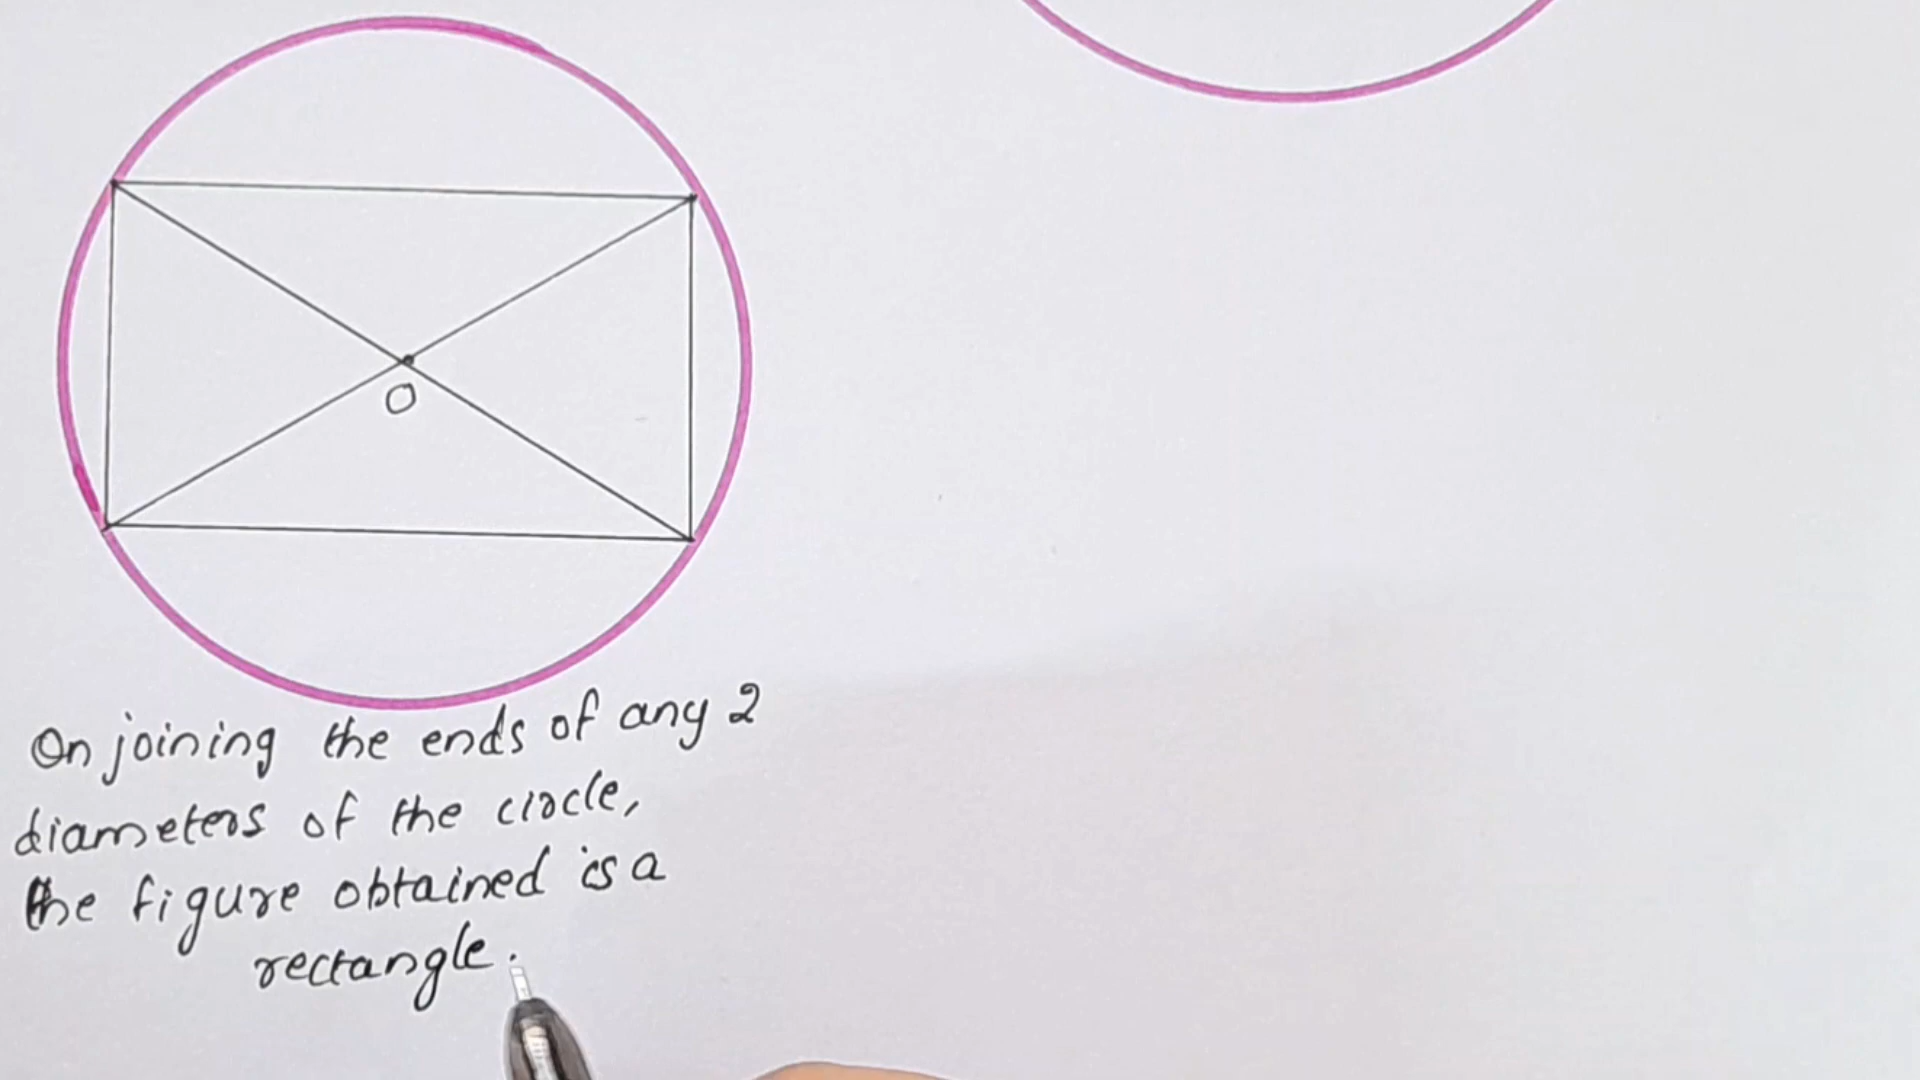 O
On joining the ends of any 2
diameters of the circle,
the figure obtained is a
rectangle.